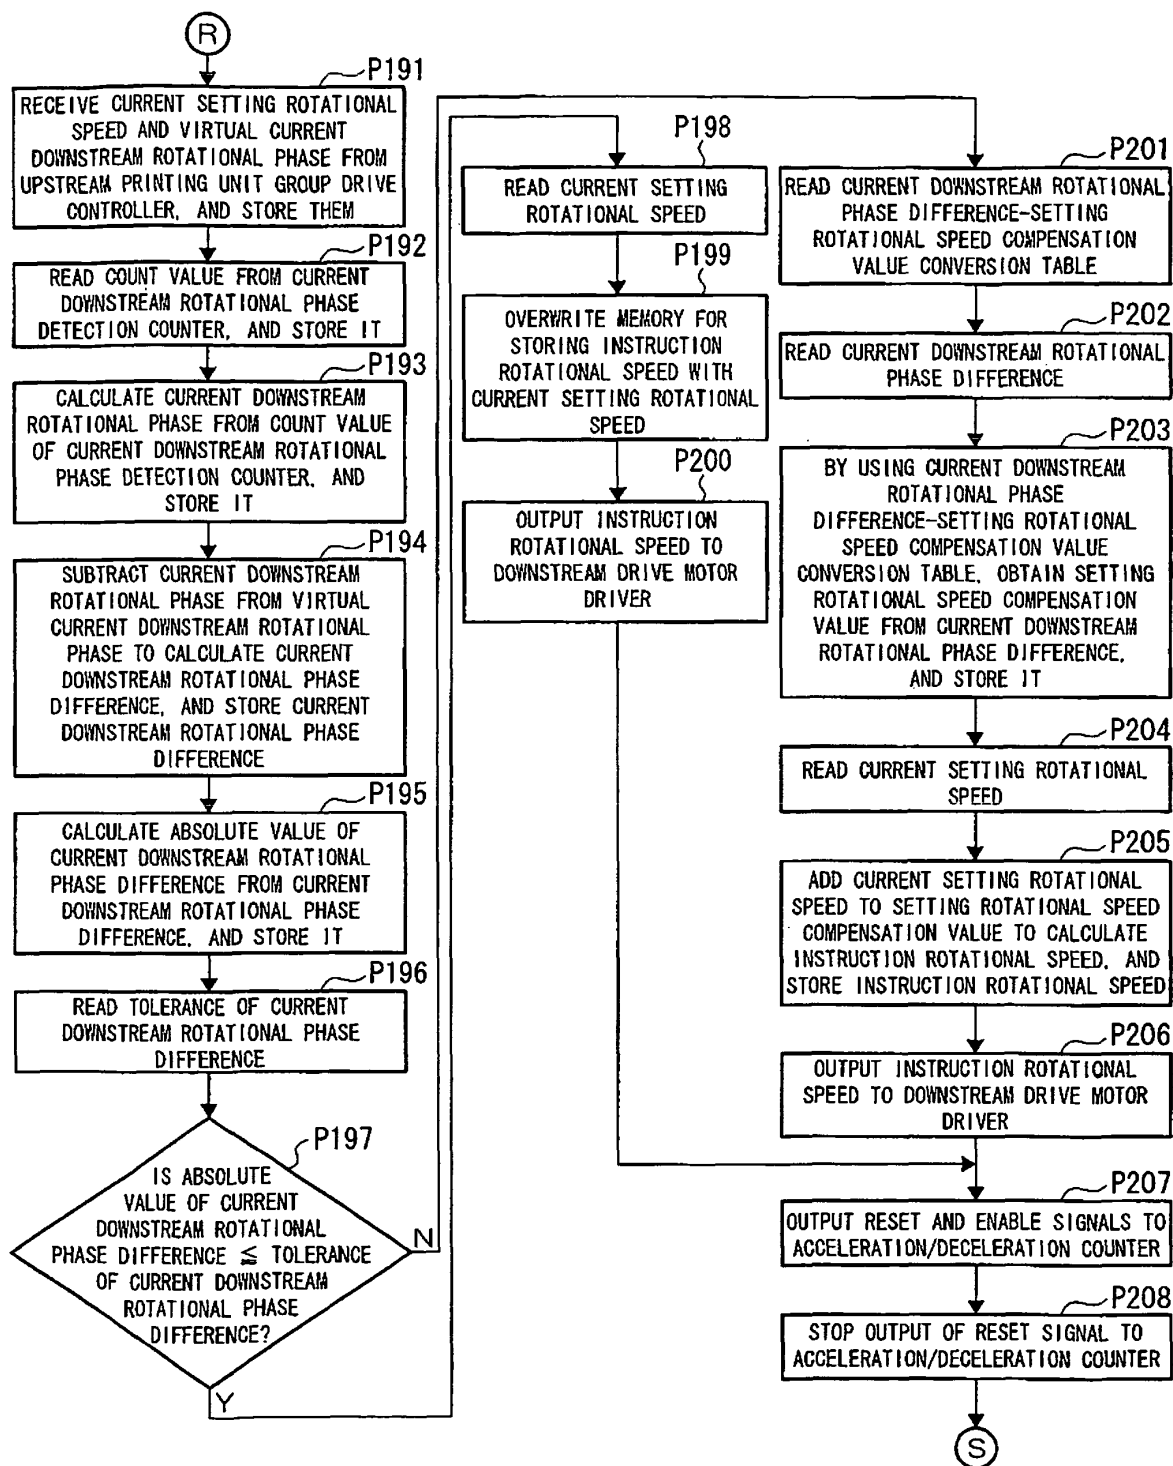 R
P191
RECEIVE CURRENT SETTING ROTATIONAL
SPEED AND VIRTUAL CURRENT
DOWNSTREAM ROTATIONAL PHASE FROM
UPSTREAM PRINTING UNIT GROUP DRIVE
CONTROLLER, AND STORE THEM
P192
READ COUNT VALUE FROM CURRENT
DOWNSTREAM ROTATIONAL PHASE
DETECTION COUNTER, AND STORE IT
P193
CALCULATE CURRENT DOWNSTREAM
ROTATIONAL PHASE FROM COUNT VALUE
OF CURRENT DOWNSTREAM ROTATIONAL
PHASE DETECTION COUNTER, AND
STORE IT
P194
SUBTRACT CURRENT DOWNSTREAM
ROTATIONAL PHASE FROM VIRTUAL
CURRENT DOWNSTREAM ROTATIONAL
PHASE TO CALCULATE CURRENT
DOWNSTREAM ROTATIONAL PHASE
DIFFERENCE, AND STORE CURRENT
DOWNSTREAM ROTATIONAL PHASE
DIFFERENCE
P195
CALCULATE ABSOLUTE VALUE OF
CURRENT DOWNSTREAM ROTATIONAL
PHASE DIFFERENCE FROM CURRENT
DOWNSTREAM ROTATIONAL PHASE
DIFFERENCE, AND STORE IT
P196
READ TOLERANCE OF CURRENT
DOWNSTREAM ROTATIONAL PHASE
DIFFERENCE
P197
IS ABSOLUTE
VALUE OF CURRENT
DOWNSTREAM ROTATIONAL
PHASE DIFFERENCE ≦ TOLERANCE
OF CURRENT DOWNSTREAM
ROTATIONAL PHASE
DIFFERENCE?
N
Y
P198
READ CURRENT SETTING
ROTATIONAL SPEED
P199
OVERWRITE MEMORY FOR
STORING INSTRUCTION
ROTATIONAL SPEED WITH
CURRENT SETTING ROTATIONAL
SPEED
P200
OUTPUT INSTRUCTION
ROTATIONAL SPEED TO
DOWNSTREAM DRIVE MOTOR
DRIVER
P201
READ CURRENT DOWNSTREAM ROTATIONAL
PHASE DIFFERENCE-SETTING
ROTATIONAL SPEED COMPENSATION
VALUE CONVERSION TABLE
P202
READ CURRENT DOWNSTREAM ROTATIONAL
PHASE DIFFERENCE
P203
BY USING CURRENT DOWNSTREAM
ROTATIONAL PHASE
DIFFERENCE-SETTING ROTATIONAL
SPEED COMPENSATION VALUE
CONVERSION TABLE, OBTAIN SETTING
ROTATIONAL SPEED COMPENSATION
VALUE FROM CURRENT DOWNSTREAM
ROTATIONAL PHASE DIFFERENCE,
AND STORE IT
P204
READ CURRENT SETTING ROTATIONAL
SPEED
P205
ADD CURRENT SETTING ROTATIONAL
SPEED TO SETTING ROTATIONAL SPEED
COMPENSATION VALUE TO CALCULATE
INSTRUCTION ROTATIONAL SPEED, AND
STORE INSTRUCTION ROTATIONAL SPEED
P206
OUTPUT INSTRUCTION ROTATIONAL
SPEED TO DOWNSTREAM DRIVE MOTOR
DRIVER
P207
OUTPUT RESET AND ENABLE SIGNALS TO
ACCELERATION/DECELERATION COUNTER
P208
STOP OUTPUT OF RESET SIGNAL TO
ACCELERATION/DECELERATION COUNTER
S